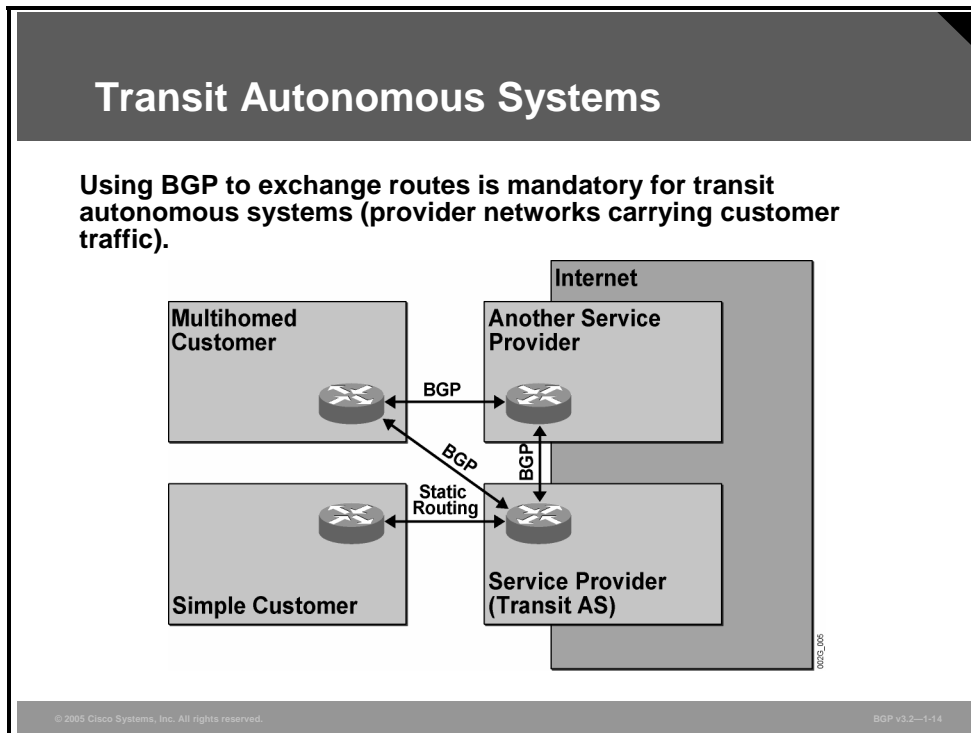 Transit Autonomous Systems
Using BGP to exchange routes is mandatory for transit
autonomous systems (provider networks carrying customer
traffic).
Internet
Multihomed
Customer
Another Service
Provider
BGP
BGP
BGP
Static
Routing
Simple Customer
Service Provider
(Transit AS)
002G_005
© 2005 Cisco Systems, Inc. All rights reserved.
BGP v3.2—1-14